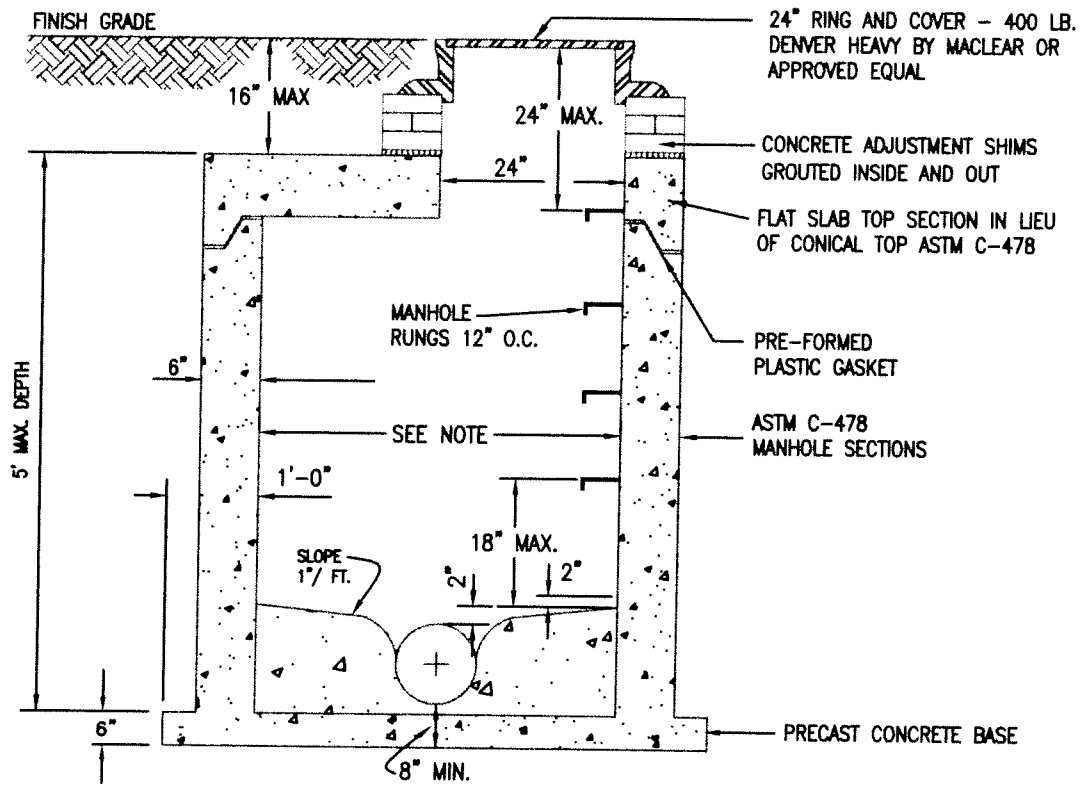 FINISH GRADE
24" RING AND COVER - 400 LB.
DENVER HEAVY BY MACLEAR OR
APPROVED EQUAL
16" MAX
24" MAX.
CONCRETE ADJUSTMENT SHIMS
GROUTED INSIDE AND OUT
24"
FLAT SLAB TOP SECTION IN LIEU
OF CONICAL TOP ASTM C-478
MANHOLE
RUNGS 12" O.C.
PRE-FORMED
PLASTIC GASKET
6"
5' MAX. DEPTH
SEE NOTE
ASTM C-478
MANHOLE SECTIONS
1'-0"
18" MAX.
SLOPE
1"/ FT.
2"
2"
6"
PRECAST CONCRETE BASE
8" MIN.